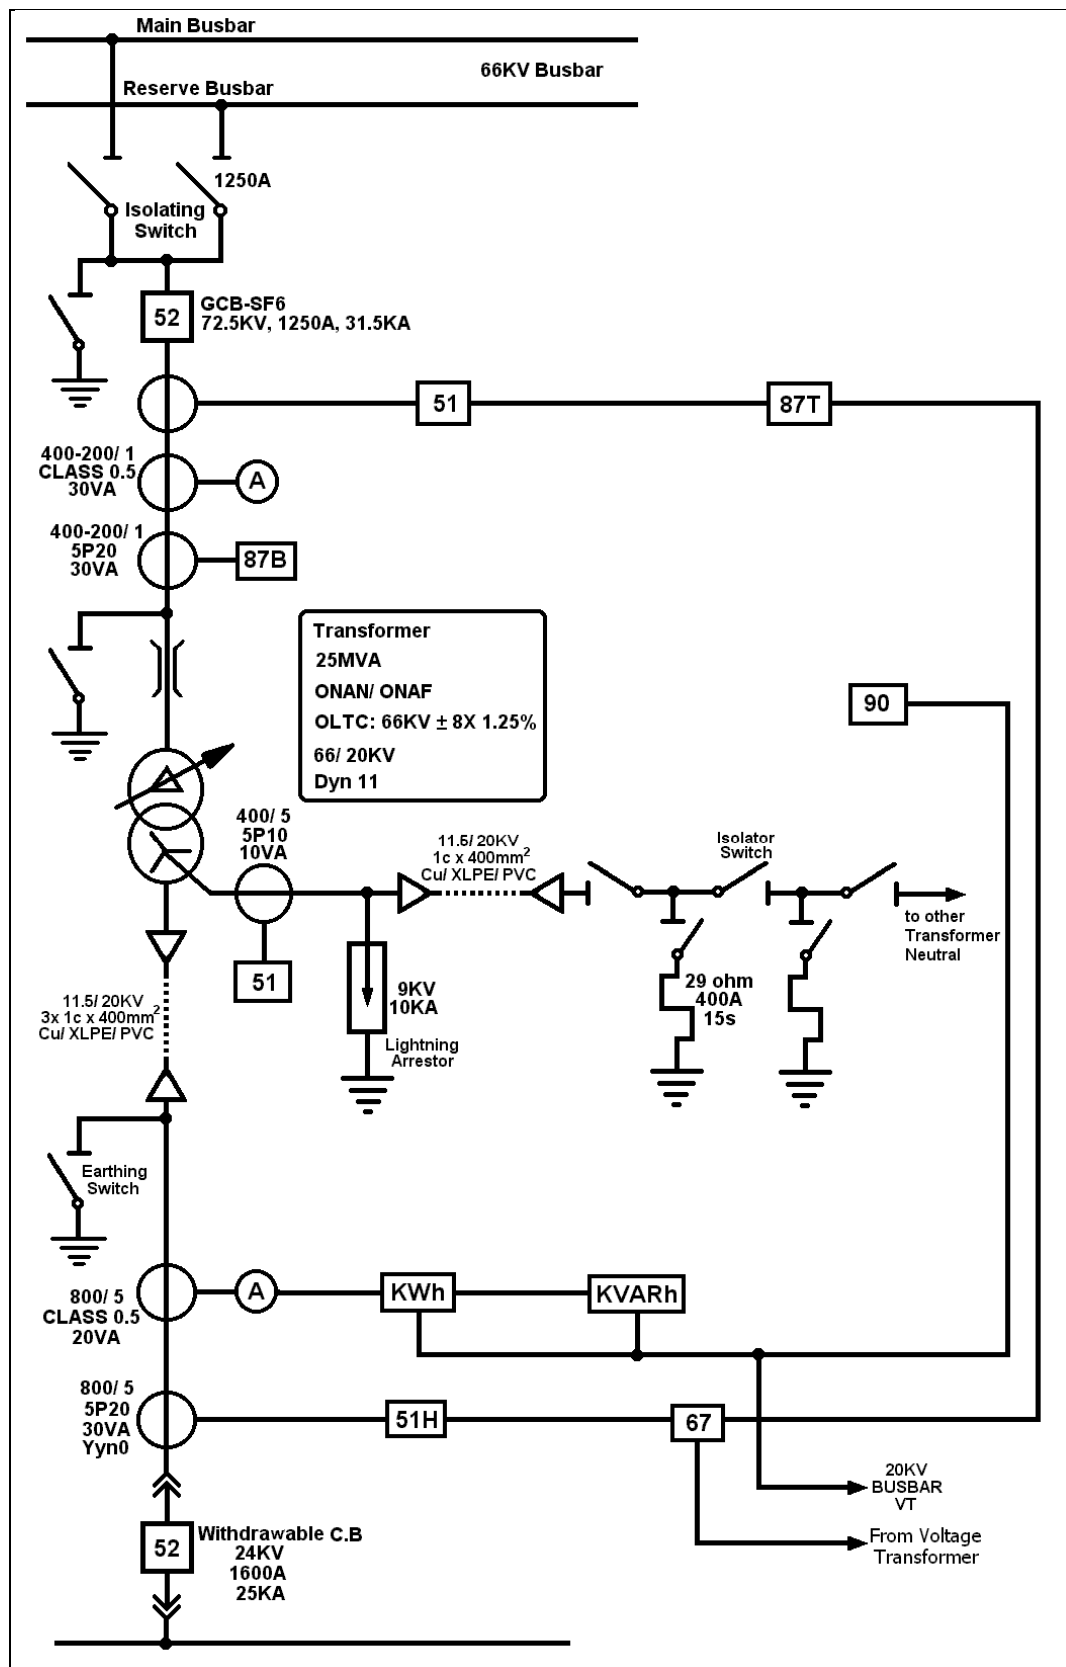 Main Busbar
66KV Busbar
Reserve Busbar
1250A
Isolating
Switch
52
GCB-SF6
72.5KV, 1250A, 31.5KA
51
87T
400-200/ 1
CLASS 0.5
30VA
A
400-200/ 1
5P20
30VA
87B
Transformer
25MVA
ONAN/ ONAF
OLTC: 66KV ± 8X 1.25%
66/ 20KV
Dyn 11
90
400/ 5
5P10
10VA
51
11.5/ 20KV
1c x 400mm²
Cu/ XLPE/ PVC
Isolator
Switch
to other
Transformer
Neutral
9KV
10KA
Lightning
Arrestor
29 ohm
400A
15s
11.5/ 20KV
3x 1c x 400mm²
Cu/ XLPE/ PVC
Earthing
Switch
800/ 5
CLASS 0.5
20VA
A
KWh
KVARh
800/ 5
5P20
30VA
Yyn0
51H
67
20KV
BUSBAR
VT
From Voltage
Transformer
52
Withdrawable C.B
24KV
1600A
25KA